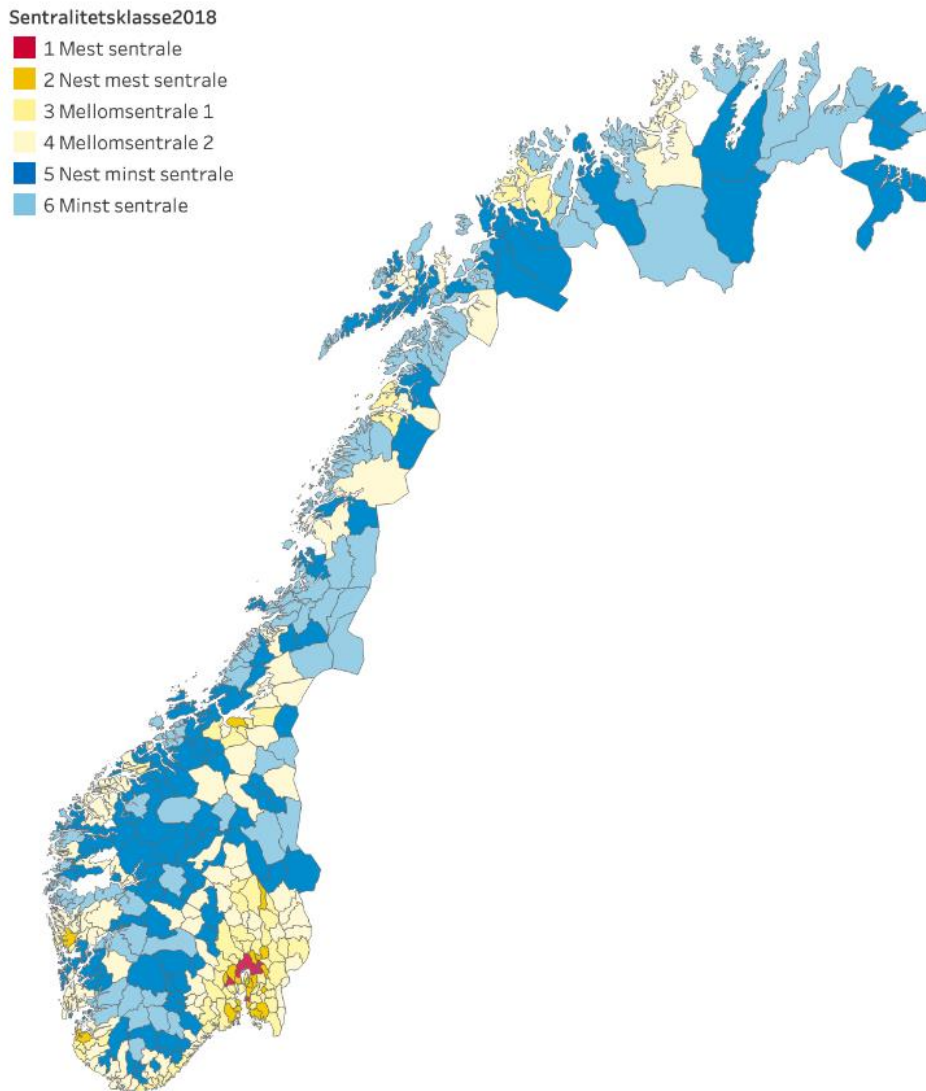 Sentralitetsklasse2018
1 Mest sentrale
2 Nest mest sentrale
3 Mellomsentrale 1
4 Mellomsentrale 2
5 Nest minst sentrale
6 Minst sentrale